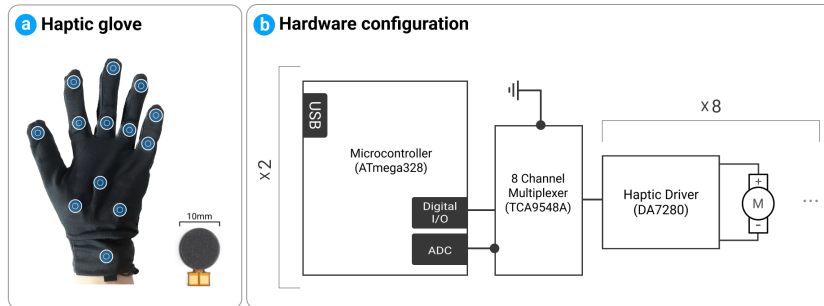 a Haptic glove
10mm
b Hardware configuration
x 2
USB
Microcontroller
(ATmega328)
Digital
I/O
ADC
8 Channel
Multiplexer
(TCA9548A)
x 8
Haptic Driver
(DA7280)
+
M
−
...